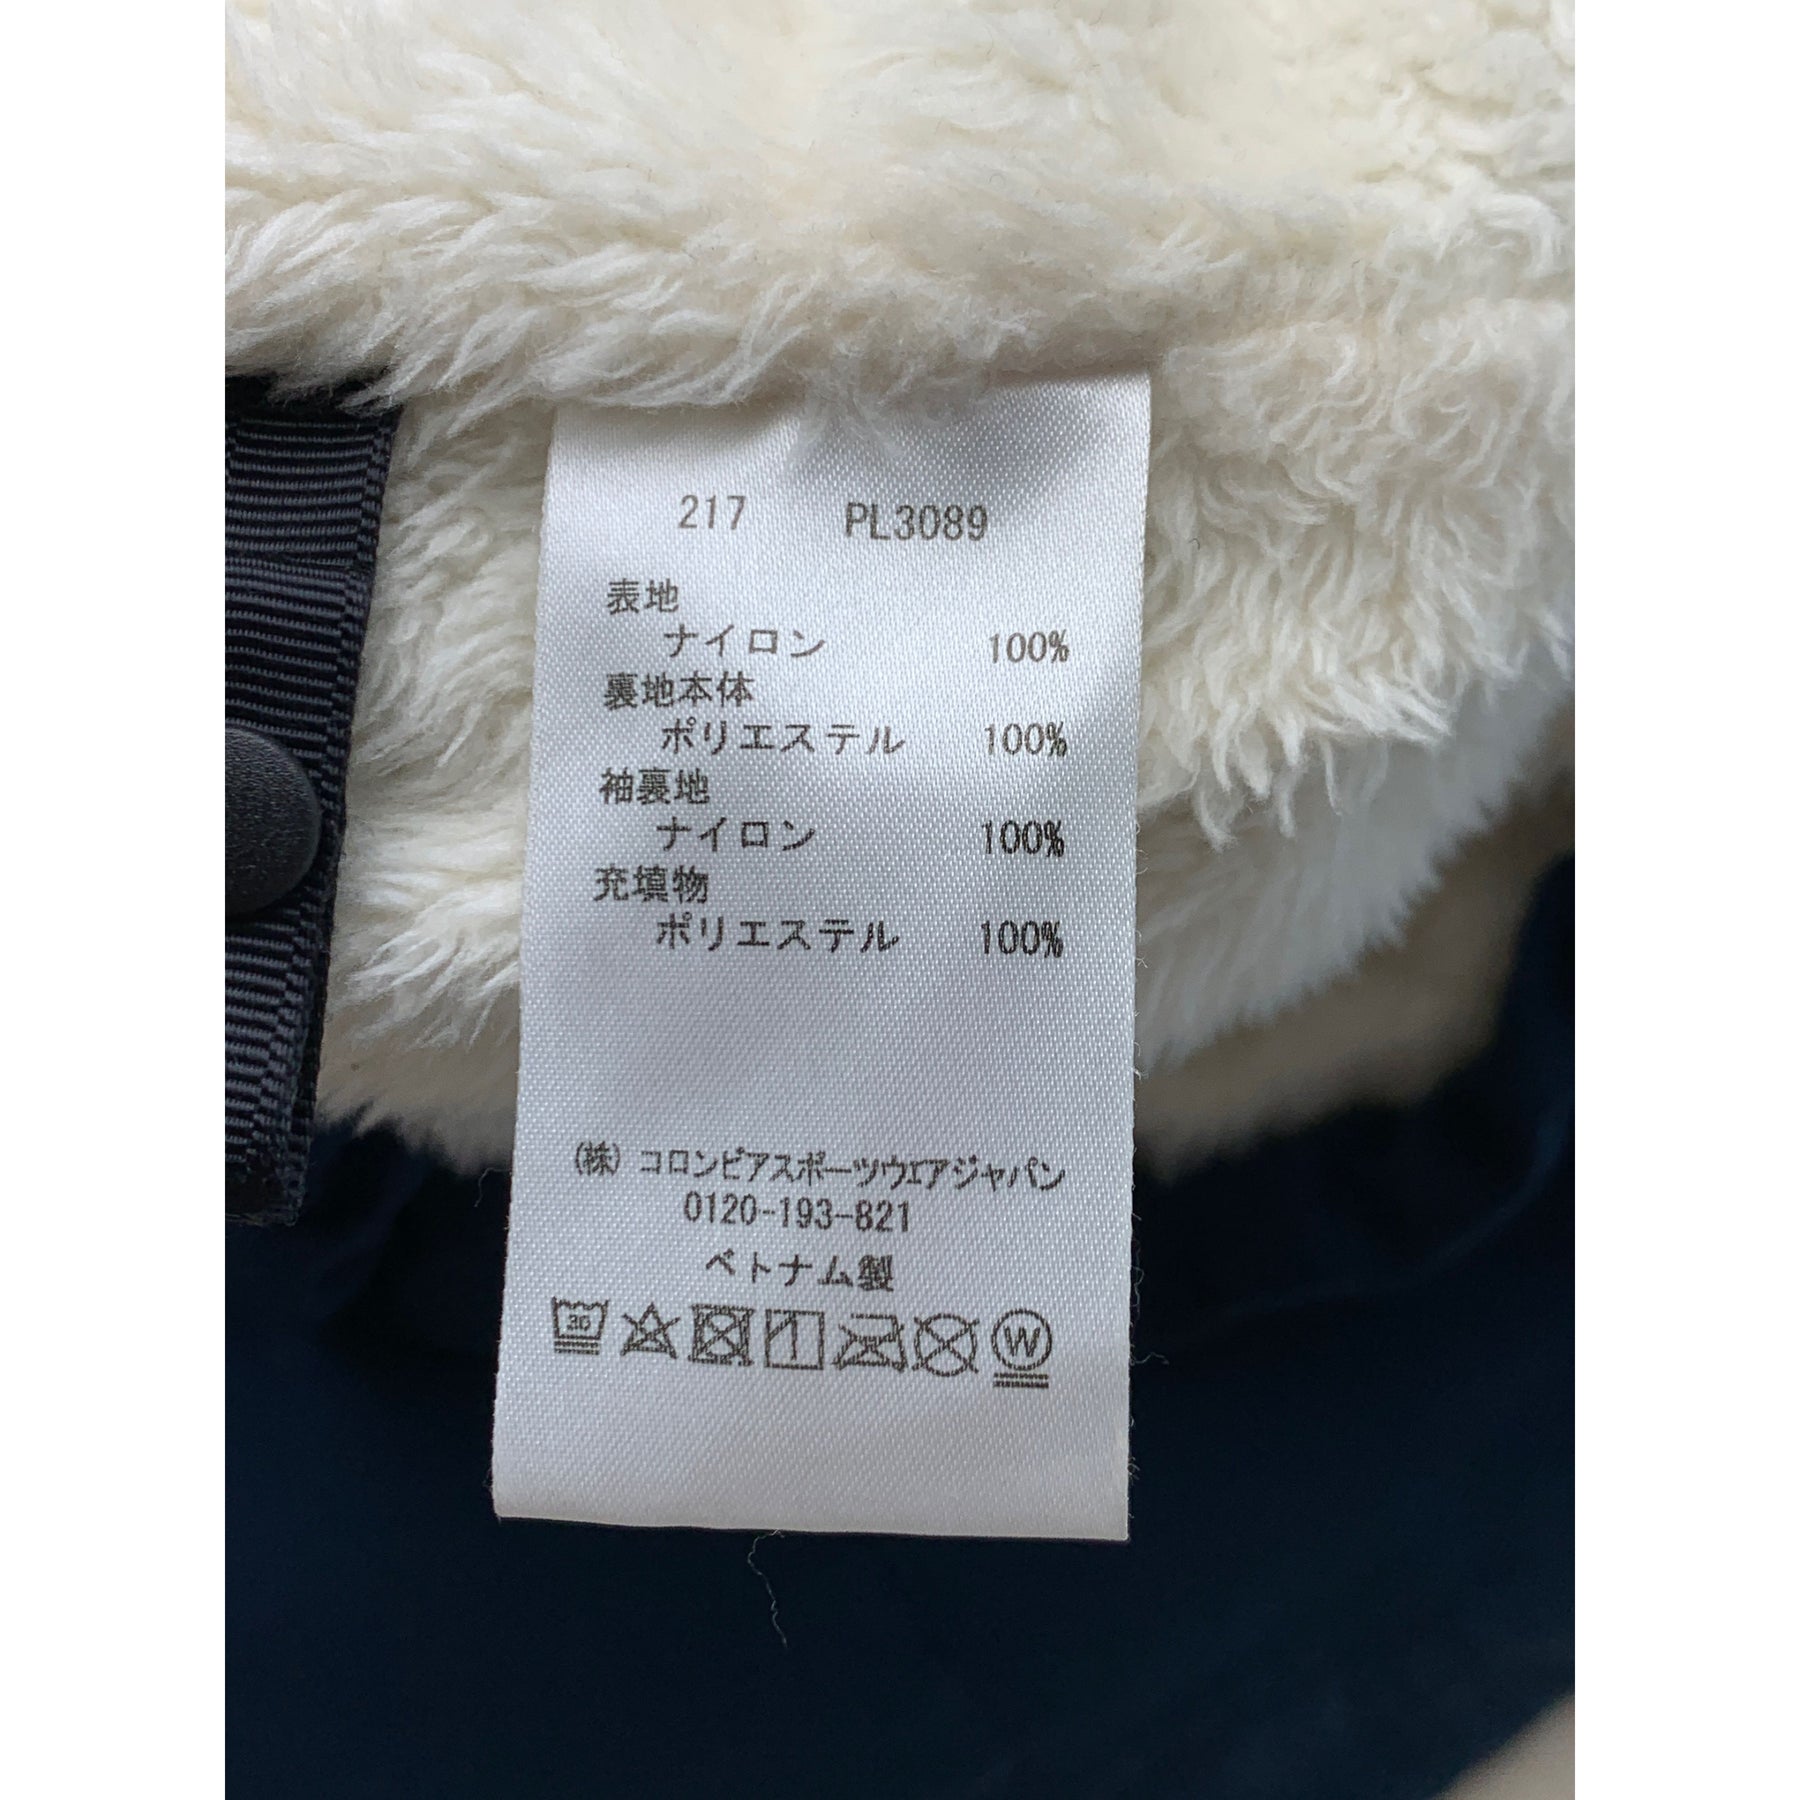 217 PL3089
表地
ナイロン 100%
裏地本体
ポリエステル 100%
袖裏地
ナイロン 100%
充填物
ポリエステル 100%
(株) コロンビアスポーツウェアジャパン
0120-193-821
ベトナム製
30 W